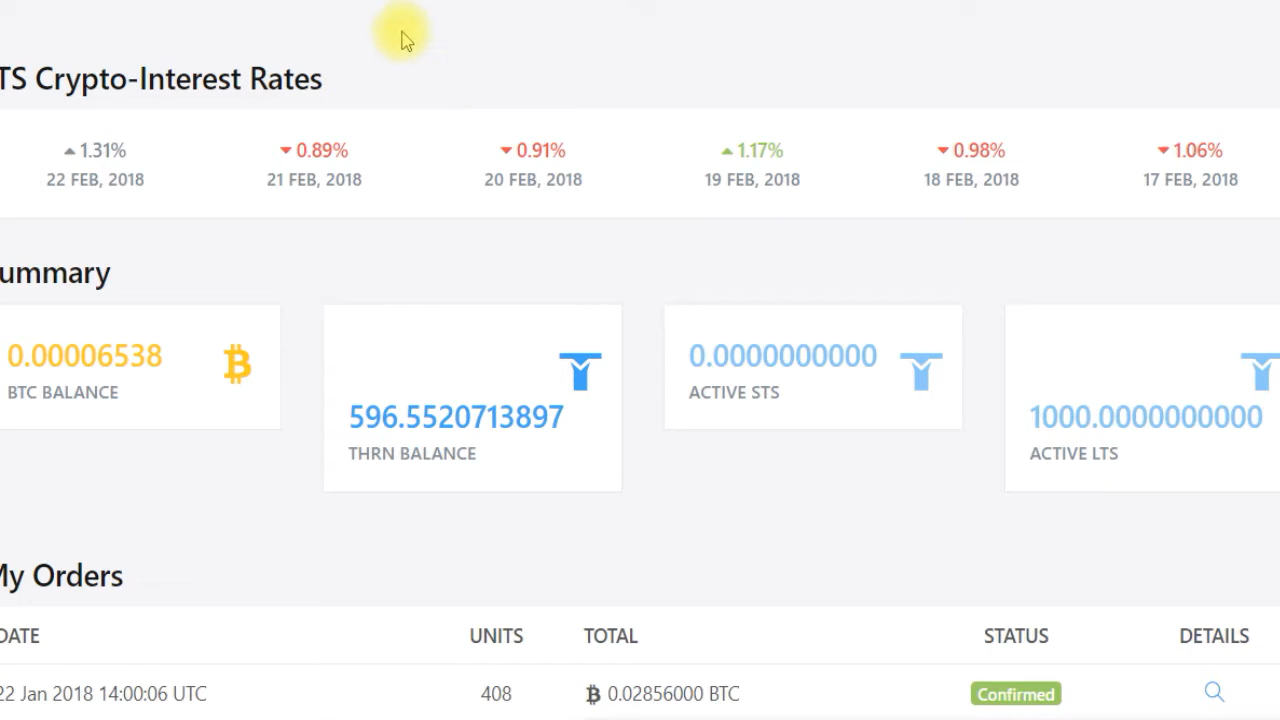 TS Crypto-Interest Rates
1.31% 0.89% 0.91% 1.17% 0.98% 1.06%
22 FEB, 2018 21 FEB, 2018 20 FEB, 2018 19 FEB, 2018 18 FEB, 2018 17 FEB, 2018
ummary
0.00006538
BTC BALANCE
596.5520713897
THRN BALANCE
0.0000000000
ACTIVE STS
1000.0000000000
ACTIVE LTS
My Orders
DATE UNITS TOTAL STATUS DETAILS
22 Jan 2018 14:00:06 UTC 408 0.02856000 BTC Confirmed